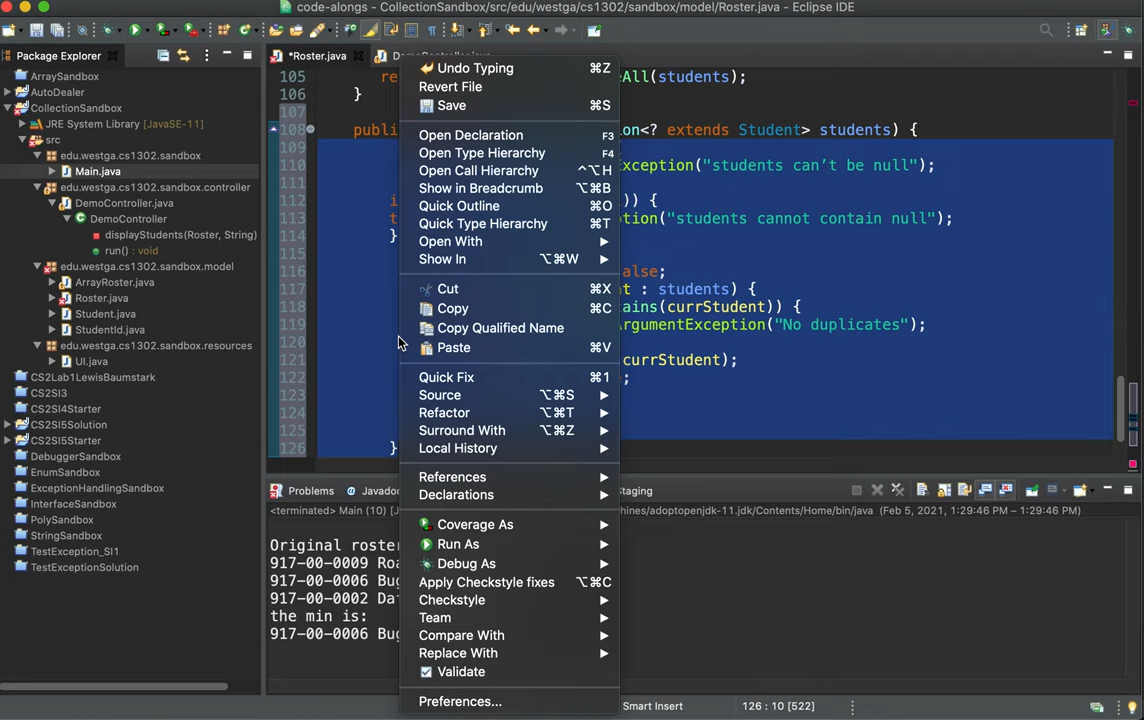 code-alongs - CollectionSandbox/src/edu/westga/cs1302/sandbox/model/Roster.java - Eclipse IDE
Package Explorer
ArraySandbox
AutoDealer
CollectionSandbox
JRE System Library [JavaSE-11]
src
edu.westga.cs1302.sandbox
Main.java
edu.westga.cs1302.sandbox.controller
DemoController.java
DemoController
displayStudents(Roster, String)
run() : void
edu.westga.cs1302.sandbox.model
ArrayRoster.java
Roster.java
Student.java
StudentId.java
edu.westga.cs1302.sandbox.resources
UI.java
CS2Lab1LewisBaumstark
CS2SI3
CS2SI4Starter
CS2SI5Solution
CS2SI5Starter
DebuggerSandbox
EnumSandbox
ExceptionHandlingSandbox
InterfaceSandbox
PolySandbox
StringSandbox
TestException_SI1
TestExceptionSolution
*Roster.java
105 re eAll(students);
106 }
107
108 publi on<? extends Student> students) {
109
110 xception("students can't be null");
111
112 i )) {
113 t tion("students cannot contain null");
114 }
115
116 alse;
117 t : students) {
118 tains(currStudent)) {
119 rgumentException("No duplicates");
120
121 currStudent);
122 ;
123
124
125
126 }
Undo Typing ⌘Z
Revert File
Save ⌘S
Open Declaration F3
Open Type Hierarchy F4
Open Call Hierarchy ^⌥H
Show in Breadcrumb ⌥⌘B
Quick Outline ⌘O
Quick Type Hierarchy ⌘T
Open With
Show In ⌥⌘W
Cut ⌘X
Copy ⌘C
Copy Qualified Name
Paste ⌘V
Quick Fix ⌘1
Source ⌥⌘S
Refactor ⌥⌘T
Surround With ⌥⌘Z
Local History
References
Declarations
Coverage As
Run As
Debug As
Apply Checkstyle fixes ⌥⌘C
Checkstyle
Team
Compare With
Replace With
Validate
Preferences...
Problems @ Javado Staging
<terminated> Main (10) [J hines/adoptopenjdk-11.jdk/Contents/Home/bin/java (Feb 5, 2021, 1:29:46 PM – 1:29:46 PM)
Original roste
917-00-0009 Roa
917-00-0006 Bug
917-00-0002 Da
the min is:
917-00-0006 Bug
Smart Insert 126 : 10 [522]